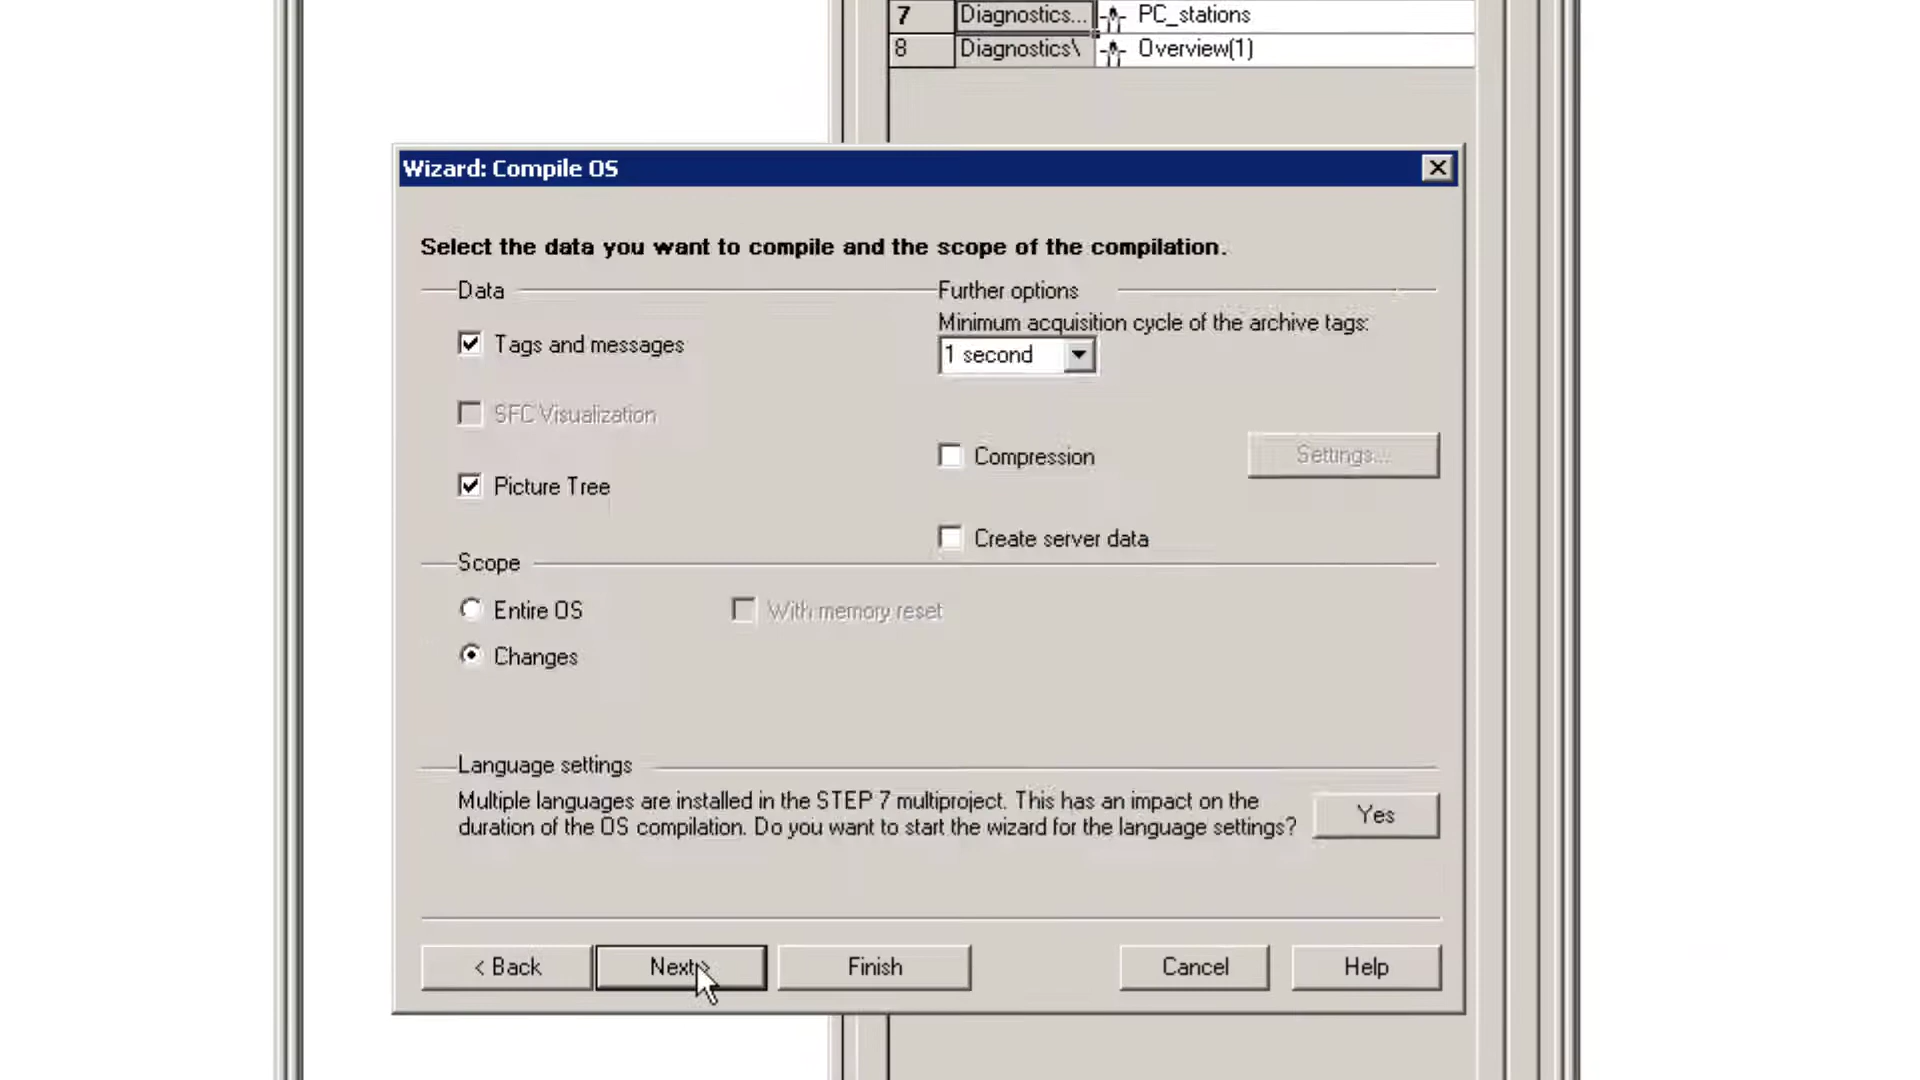 7 Diagnostics... PC_stations
8 Diagnostics\ Overview(1)
Wizard: Compile OS
Select the data you want to compile and the scope of the compilation.
Data
Tags and messages
SFC Visualization
Picture Tree
Further options
Minimum acquisition cycle of the archive tags:
1 second
Compression
Settings...
Create server data
Scope
Entire OS
With memory reset
Changes
Language settings
Multiple languages are installed in the STEP 7 multiproject. This has an impact on the
duration of the OS compilation. Do you want to start the wizard for the language settings?
Yes
< Back
Next >
Finish
Cancel
Help